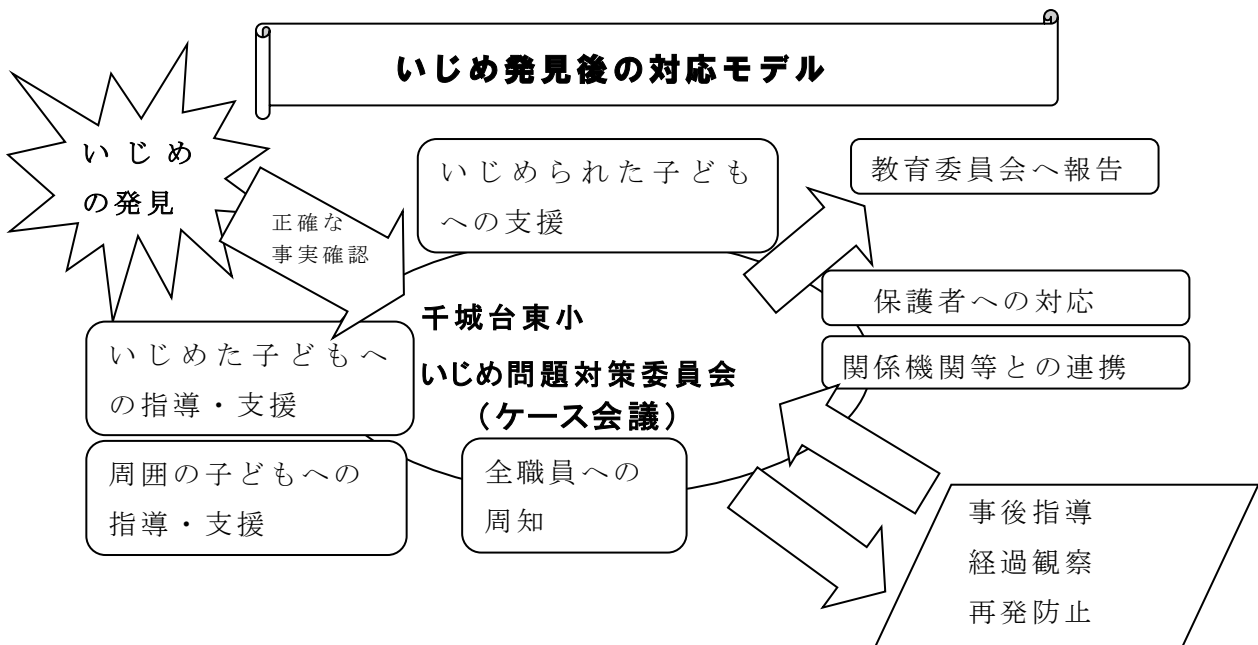 いじめ発見後の対応モデル
いじめ
の発見
正確な
事実確認
いじめられた子ども
への支援
教育委員会へ報告
保護者への対応
関係機関等との連携
千城台東小
いじめ問題対策委員会
（ケース会議）
いじめた子どもへ
の指導・支援
周囲の子どもへの
指導・支援
全職員への
周知
事後指導
経過観察
再発防止